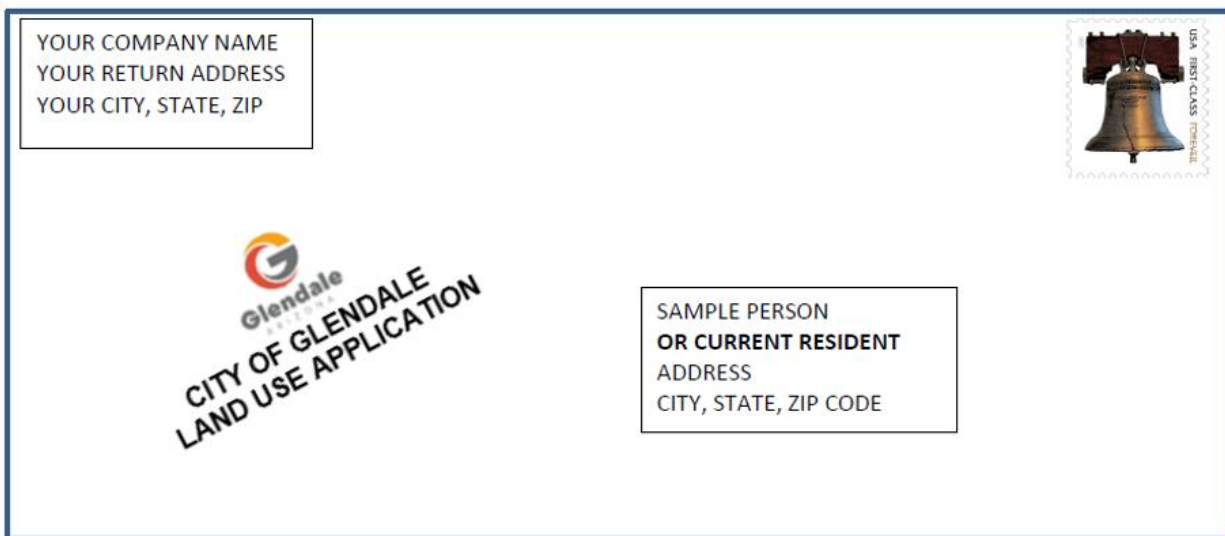 YOUR COMPANY NAME
YOUR RETURN ADDRESS
YOUR CITY, STATE, ZIP
USA FIRST-CLASS FOREVER
Glendale
ARIZONA
CITY OF GLENDALE
LAND USE APPLICATION
SAMPLE PERSON
OR CURRENT RESIDENT
ADDRESS
CITY, STATE, ZIP CODE